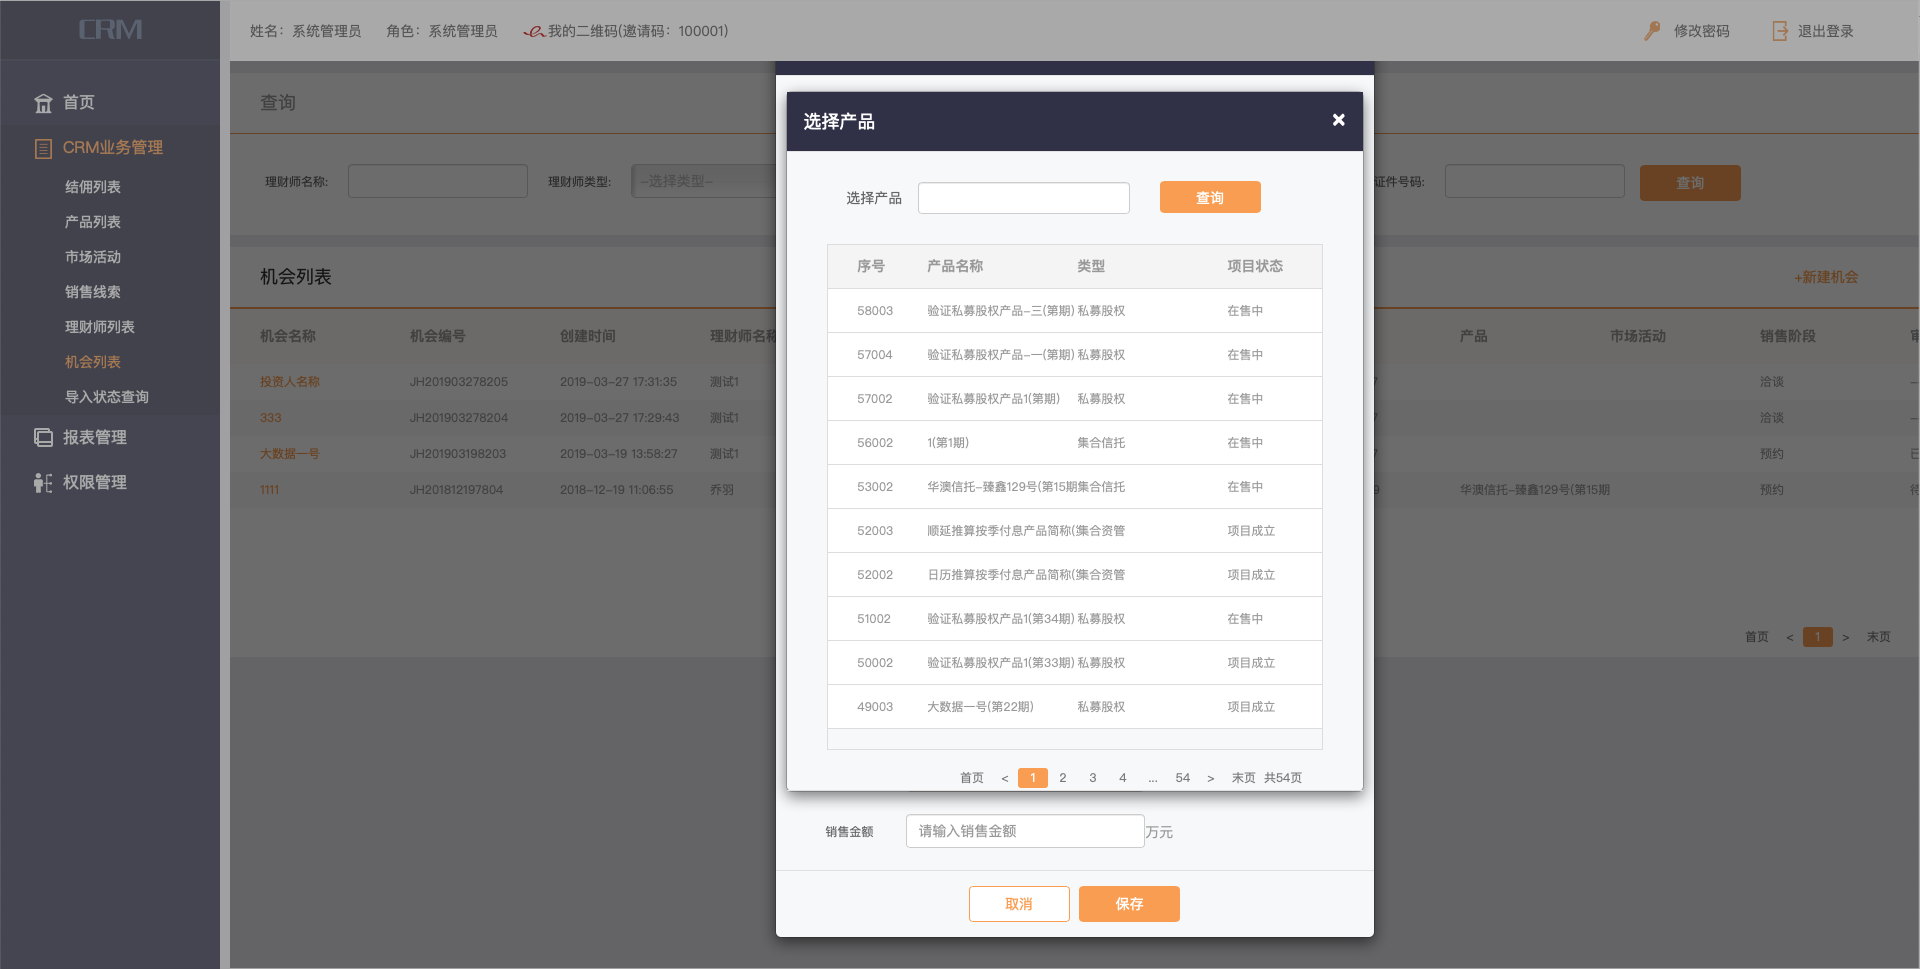 CRM
姓名：系统管理员 角色：系统管理员 我的二维码(邀请码：100001)
修改密码 退出登录
首页
CRM业务管理
结佣列表
产品列表
市场活动
销售线索
理财师列表
机会列表
导入状态查询
报表管理
权限管理
查询
理财师名称: 理财师类型: -选择类型- 证件号码: 查询
机会列表 +新建机会
机会名称 机会编号 创建时间 理财师名称 产品 市场活动 销售阶段
投资人名称 JH201903278205 2019-03-27 17:31:35 测试1 洽谈
333 JH201903278204 2019-03-27 17:29:43 测试1 洽谈
大数据一号 JH201903198203 2019-03-19 13:58:27 测试1 预约
1111 JH201812197804 2018-12-19 11:06:55 乔羽 华澳信托-臻鑫129号(第15期 预约
首页 < 1 > 末页
选择产品 ×
选择产品 查询
序号 产品名称 类型 项目状态
58003 验证私募股权产品-三(第期) 私募股权 在售中
57004 验证私募股权产品-一(第期) 私募股权 在售中
57002 验证私募股权产品1(第期) 私募股权 在售中
56002 1(第1期) 集合信托 在售中
53002 华澳信托-臻鑫129号(第15期 集合信托 在售中
52003 顺延推算按季付息产品简称( 集合资管 项目成立
52002 日历推算按季付息产品简称( 集合资管 项目成立
51002 验证私募股权产品1(第34期) 私募股权 在售中
50002 验证私募股权产品1(第33期) 私募股权 项目成立
49003 大数据一号(第22期) 私募股权 项目成立
首页 < 1 2 3 4 ... 54 > 末页 共54页
销售金额 请输入销售金额 万元
取消 保存